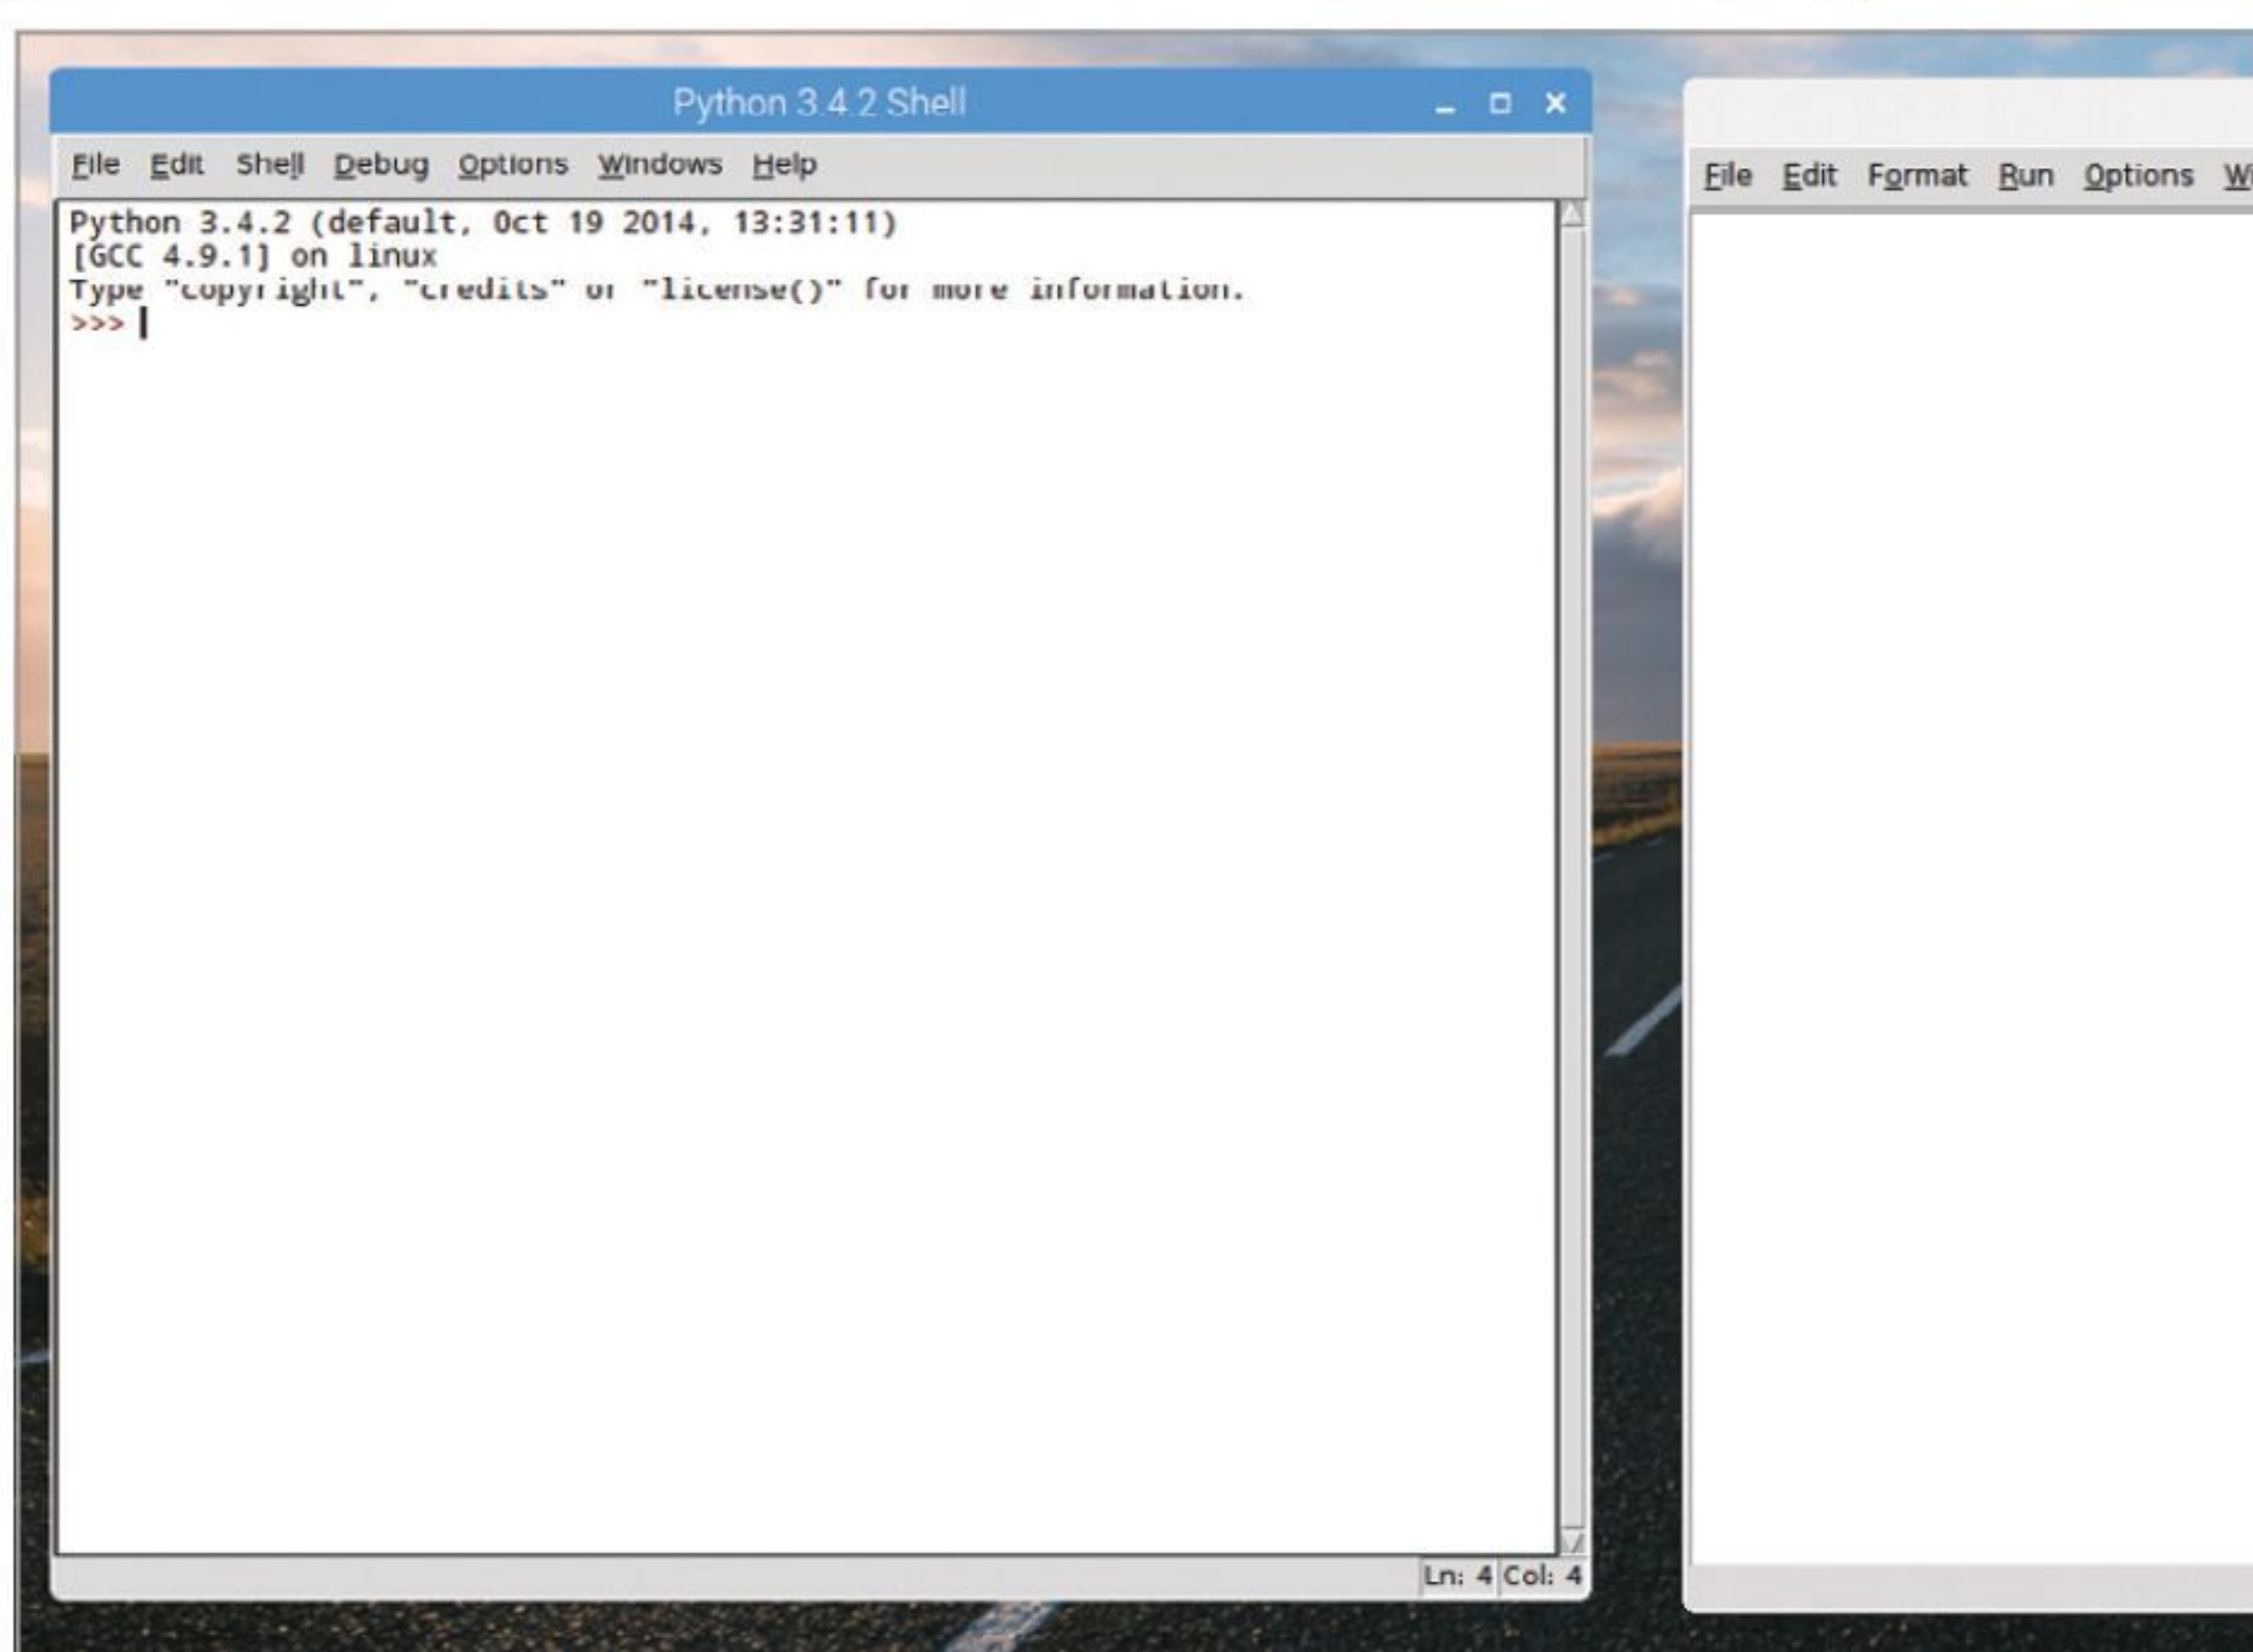 Python 3.4.2 Shell
File Edit Shell Debug Options Windows Help
Python 3.4.2 (default, Oct 19 2014, 13:31:11)
[GCC 4.9.1] on linux
Type "copyright", "credits" or "license()" for more information.
>>>
Ln: 4 Col: 4
File Edit Format Run Options